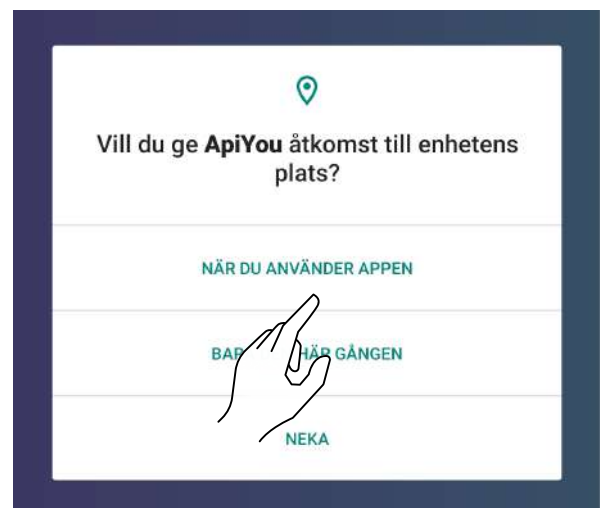 Vill du ge ApiYou åtkomst till enhetens
plats?
NÄR DU ANVÄNDER APPEN
HÄR GÅNGEN
NEKA